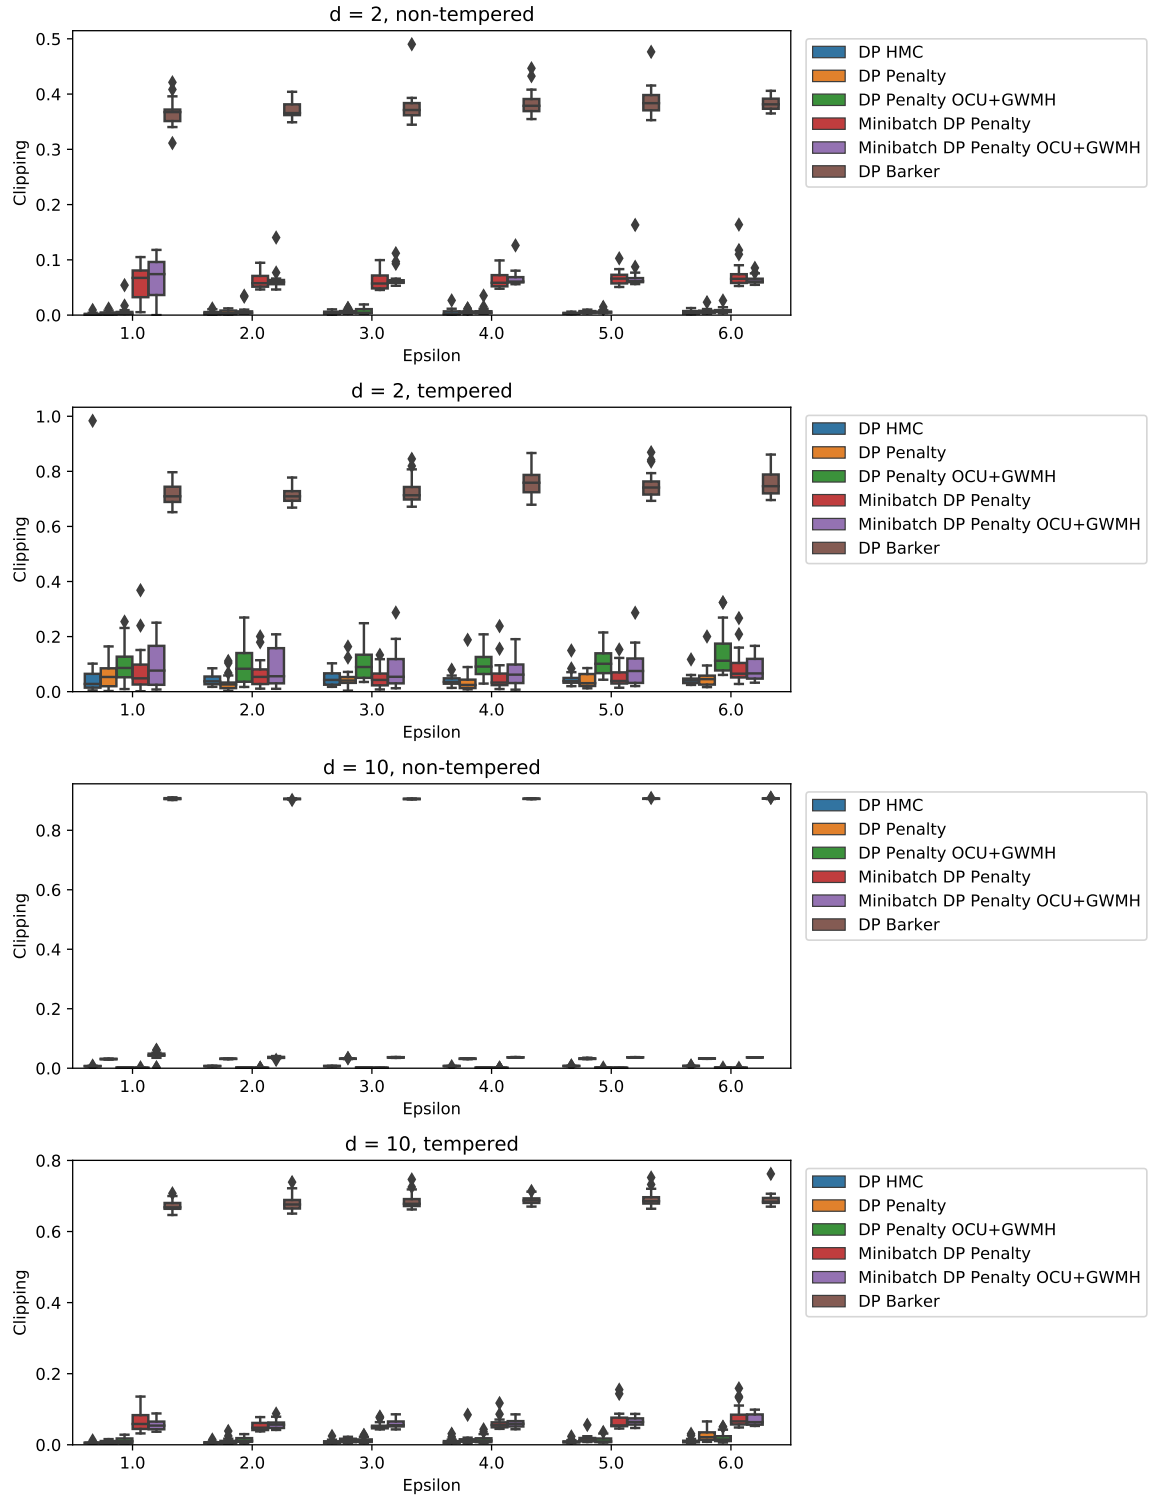 d = 2, non-tempered
0.5
0.4
0.3
0.2
0.1
0.0
Clipping
1.0 2.0 3.0 4.0 5.0 6.0
Epsilon
DP HMC
DP Penalty
DP Penalty OCU+GWMH
Minibatch DP Penalty
Minibatch DP Penalty OCU+GWMH
DP Barker
d = 2, tempered
1.0
0.8
0.6
0.4
0.2
0.0
Clipping
1.0 2.0 3.0 4.0 5.0 6.0
Epsilon
DP HMC
DP Penalty
DP Penalty OCU+GWMH
Minibatch DP Penalty
Minibatch DP Penalty OCU+GWMH
DP Barker
d = 10, non-tempered
0.8
0.6
0.4
0.2
0.0
Clipping
1.0 2.0 3.0 4.0 5.0 6.0
Epsilon
DP HMC
DP Penalty
DP Penalty OCU+GWMH
Minibatch DP Penalty
Minibatch DP Penalty OCU+GWMH
DP Barker
d = 10, tempered
0.8
0.6
0.4
0.2
0.0
Clipping
1.0 2.0 3.0 4.0 5.0 6.0
Epsilon
DP HMC
DP Penalty
DP Penalty OCU+GWMH
Minibatch DP Penalty
Minibatch DP Penalty OCU+GWMH
DP Barker